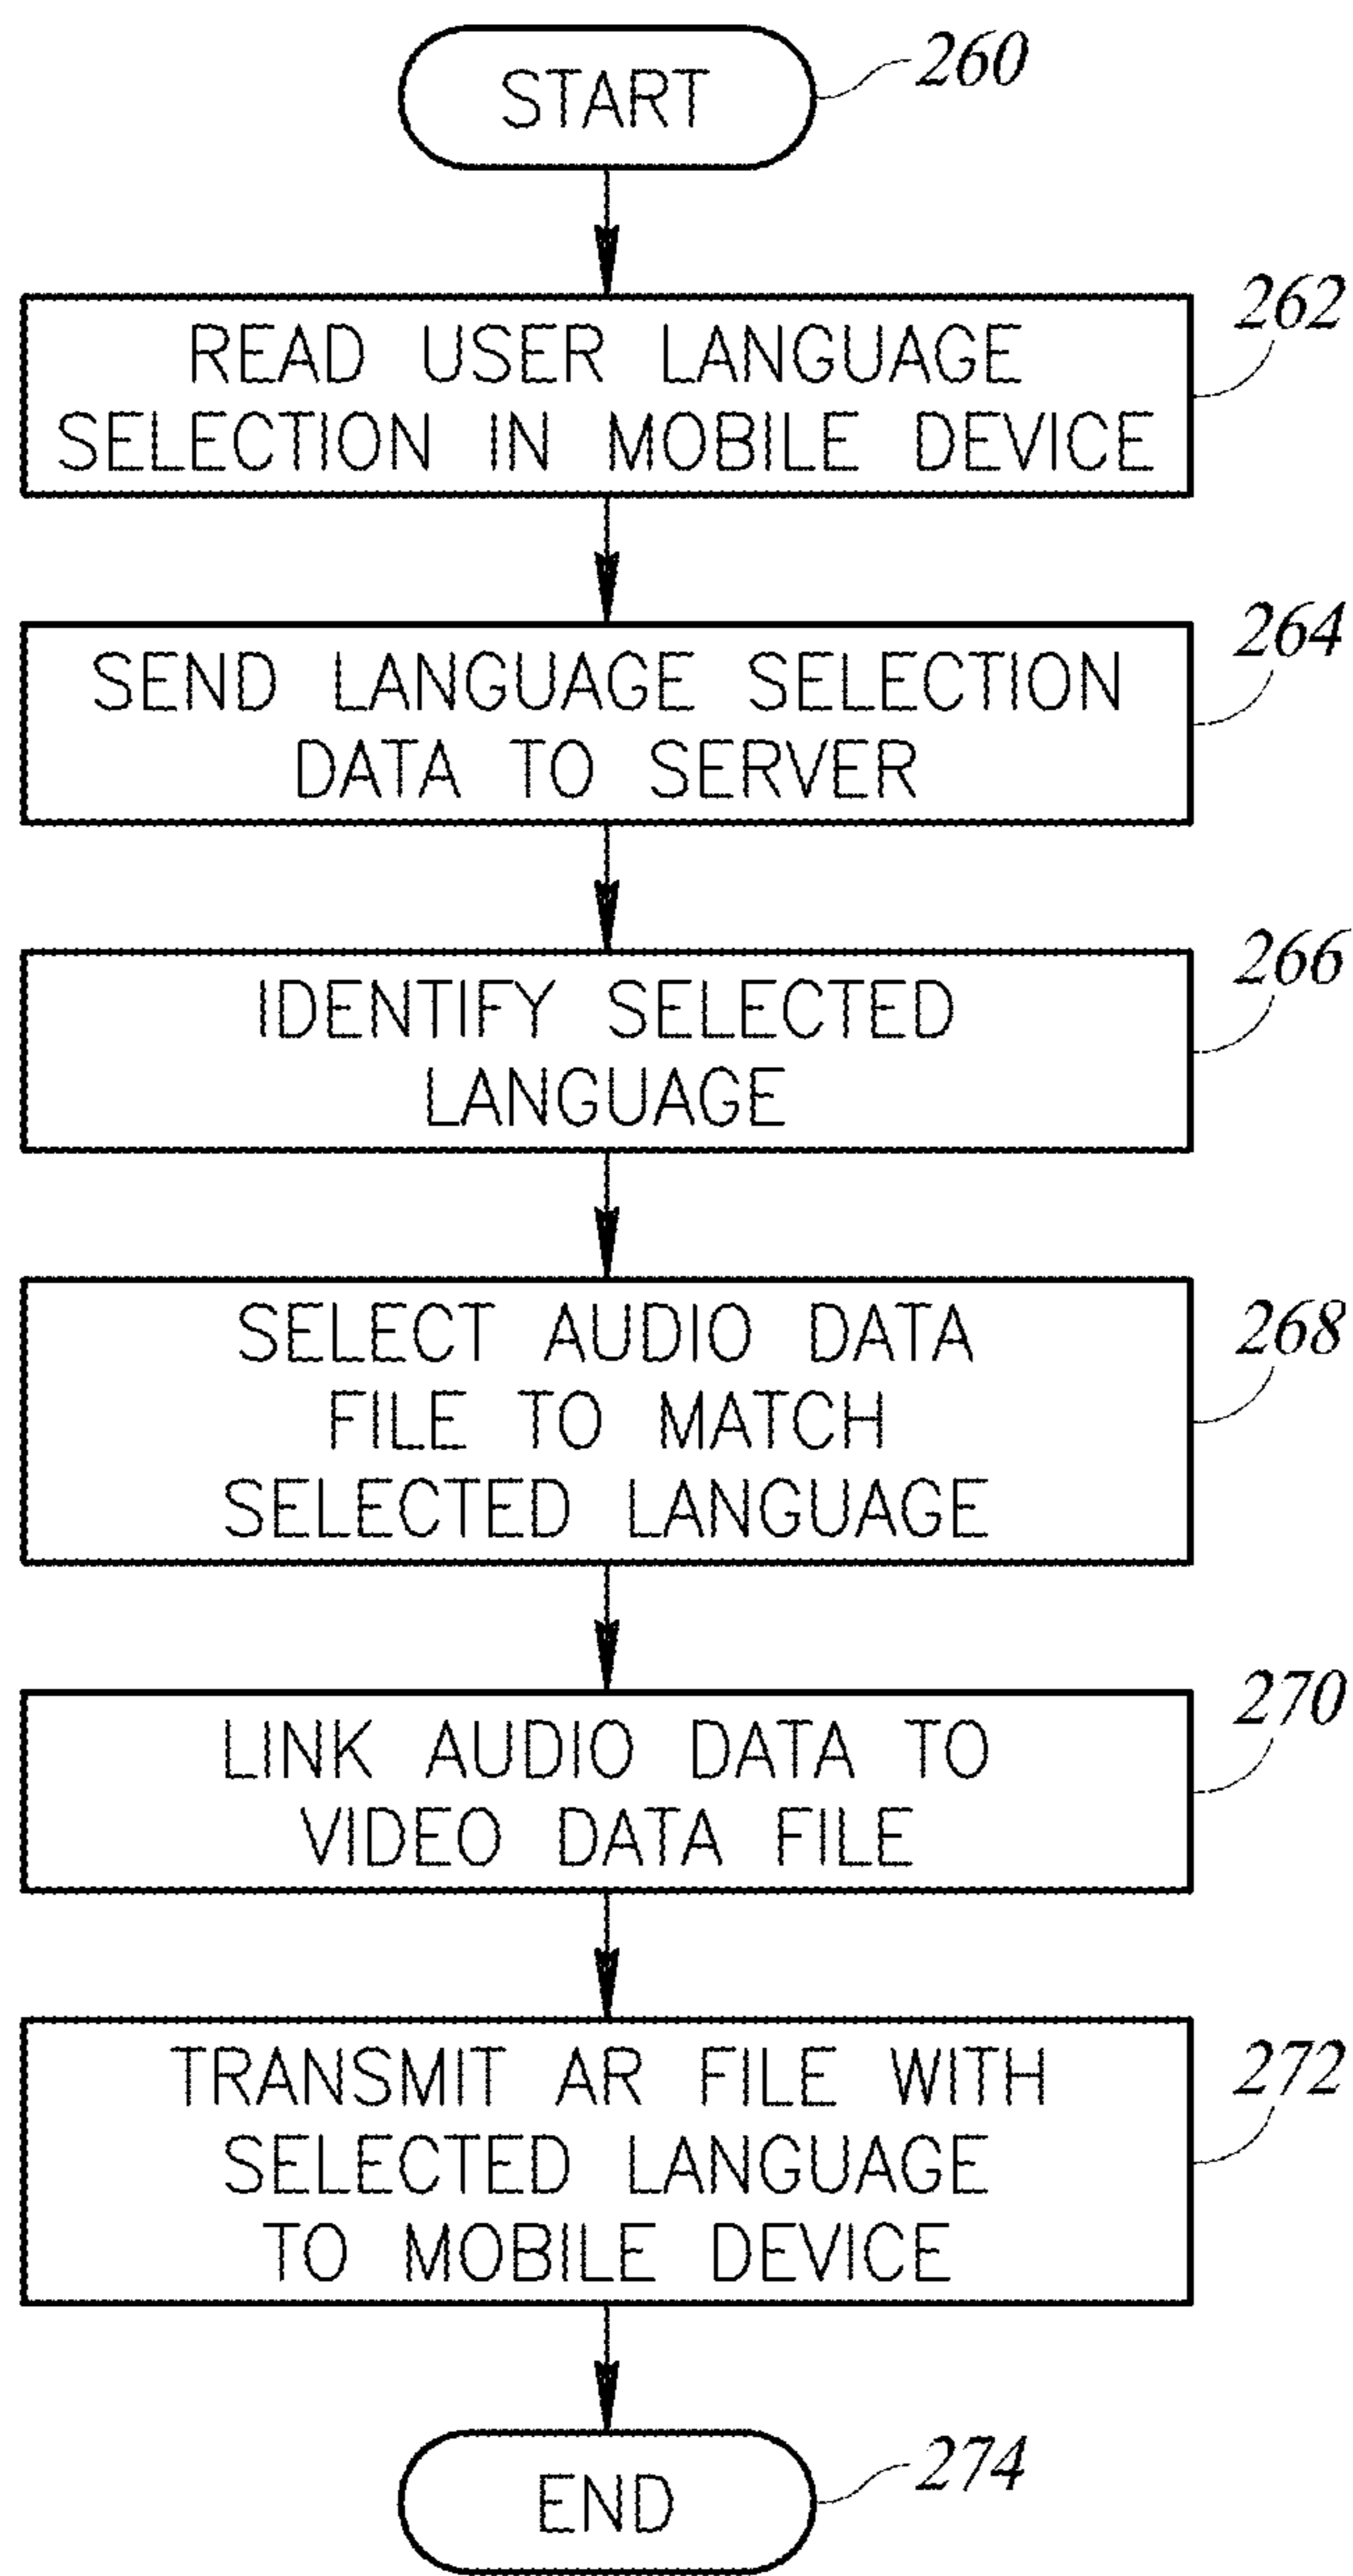 START
260
READ USER LANGUAGE
SELECTION IN MOBILE DEVICE
262
SEND LANGUAGE SELECTION
DATA TO SERVER
264
IDENTIFY SELECTED
LANGUAGE
266
SELECT AUDIO DATA
FILE TO MATCH
SELECTED LANGUAGE
268
LINK AUDIO DATA TO
VIDEO DATA FILE
270
TRANSMIT AR FILE WITH
SELECTED LANGUAGE
TO MOBILE DEVICE
272
END
274